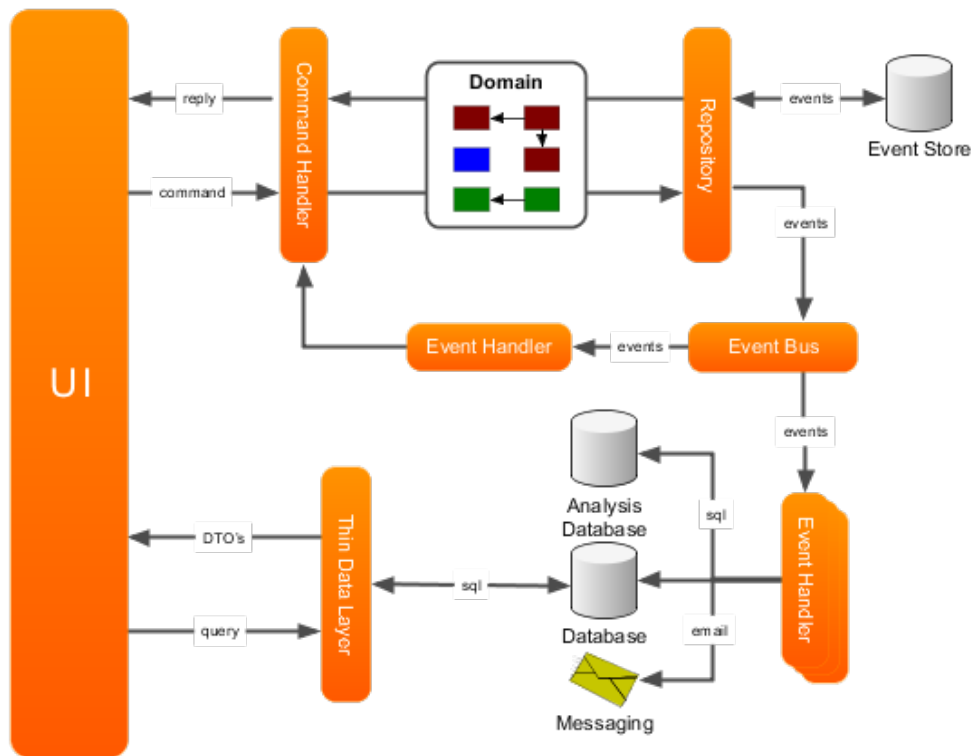 UI
reply
command
Command Handler
Domain
Repository
events
Event Store
events
Event Handler
events
Event Bus
events
Analysis
Database
sql
Event Handler
DTO's
Thin Data Layer
sql
Database
query
email
Messaging